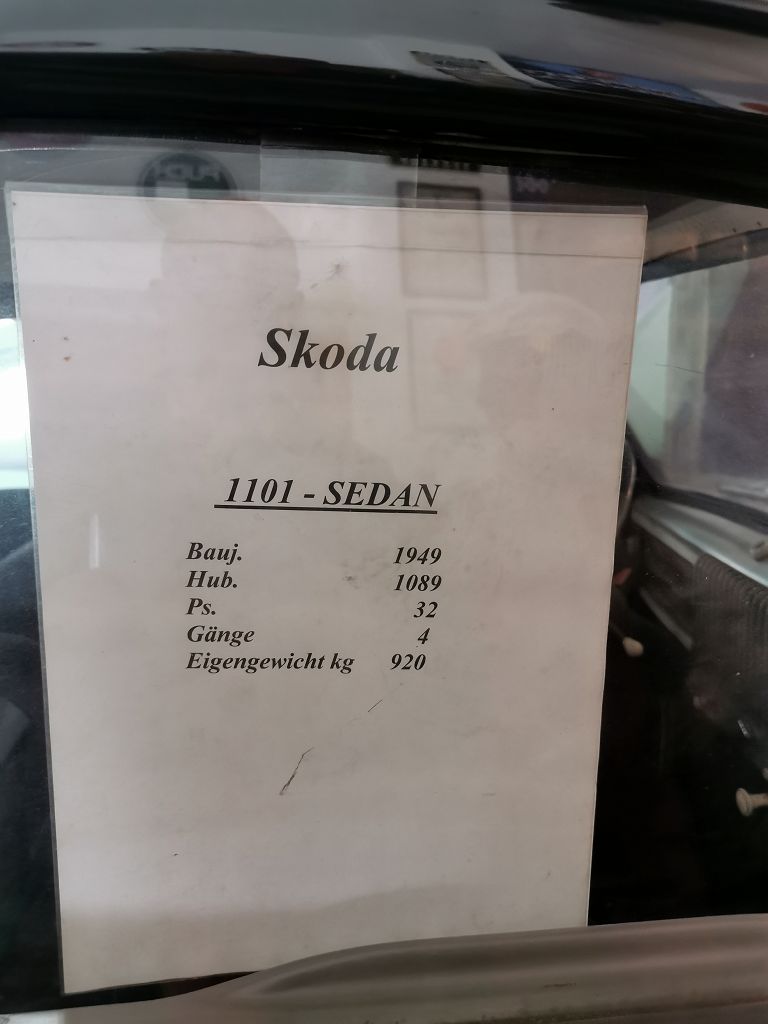 Skoda
1101 - SEDAN
Bauj. 1949
Hub. 1089
Ps. 32
Gänge 4
Eigengewicht kg 920